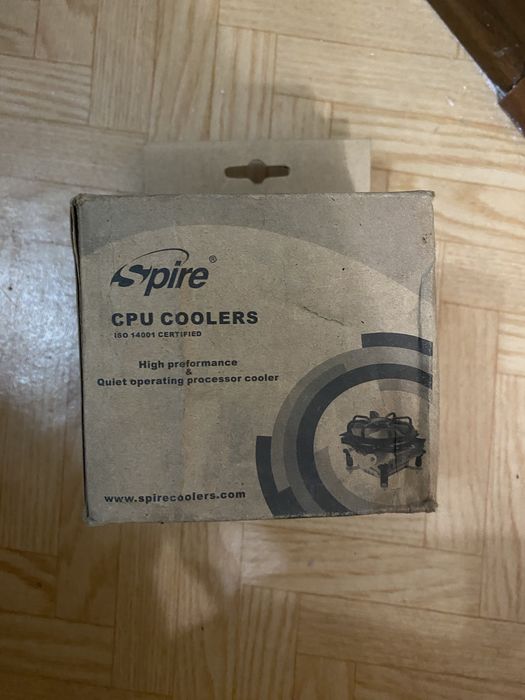 Spire®
CPU COOLERS
ISO 14001 CERTIFIED
High preformance
&
Quiet operating processor cooler
www.spirecoolers.com